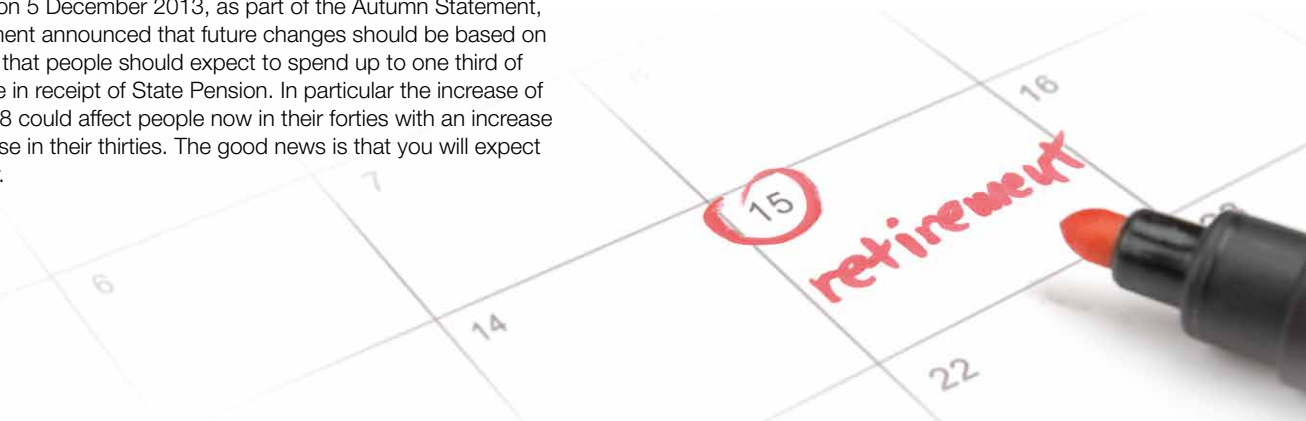 on 5 December 2013, as part of the Autumn Statement,
ment announced that future changes should be based on
that people should expect to spend up to one third of
e in receipt of State Pension. In particular the increase of
8 could affect people now in their forties with an increase
se in their thirties. The good news is that you will expect
16
7
15
retirement
6
14
22